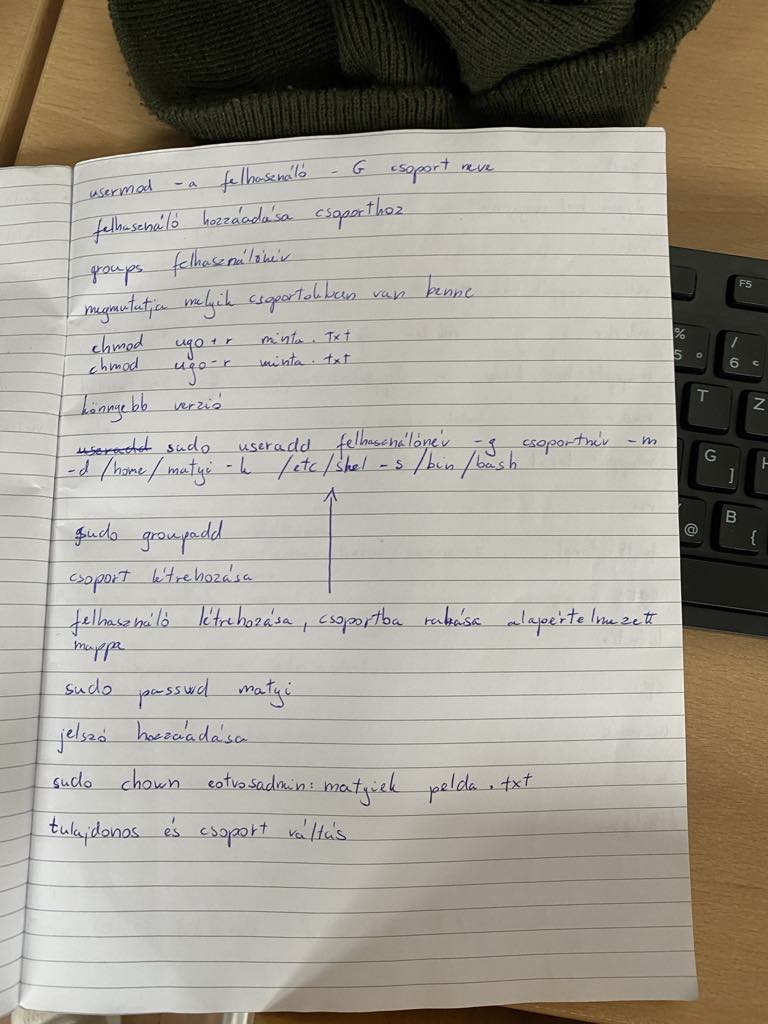 usermod -a felhasználó - G csoport neve
felhasználó hozzáadása csoporthoz
groups felhasználónév
megmutatja melyik csoportokban van benne
chmod ugo+r minta.txt
chmod ugo-r minta.txt
könnyebb verzió
useradd sudo useradd felhasználónév -g csoportnév -m
-d /home/matyi -k /etc/skel -s /bin/bash
sudo groupadd
csoport létrehozása
felhasználó létrehozása, csoportba rakása alapértelmezett
mappa
sudo passwd matyi
jelszó hozzáadása
sudo chown eotvosadmin:matyiek pelda.txt
tulajdonos és csoport váltás
F5
%
5
/
6
T
Z
G
]
H
@
B
{